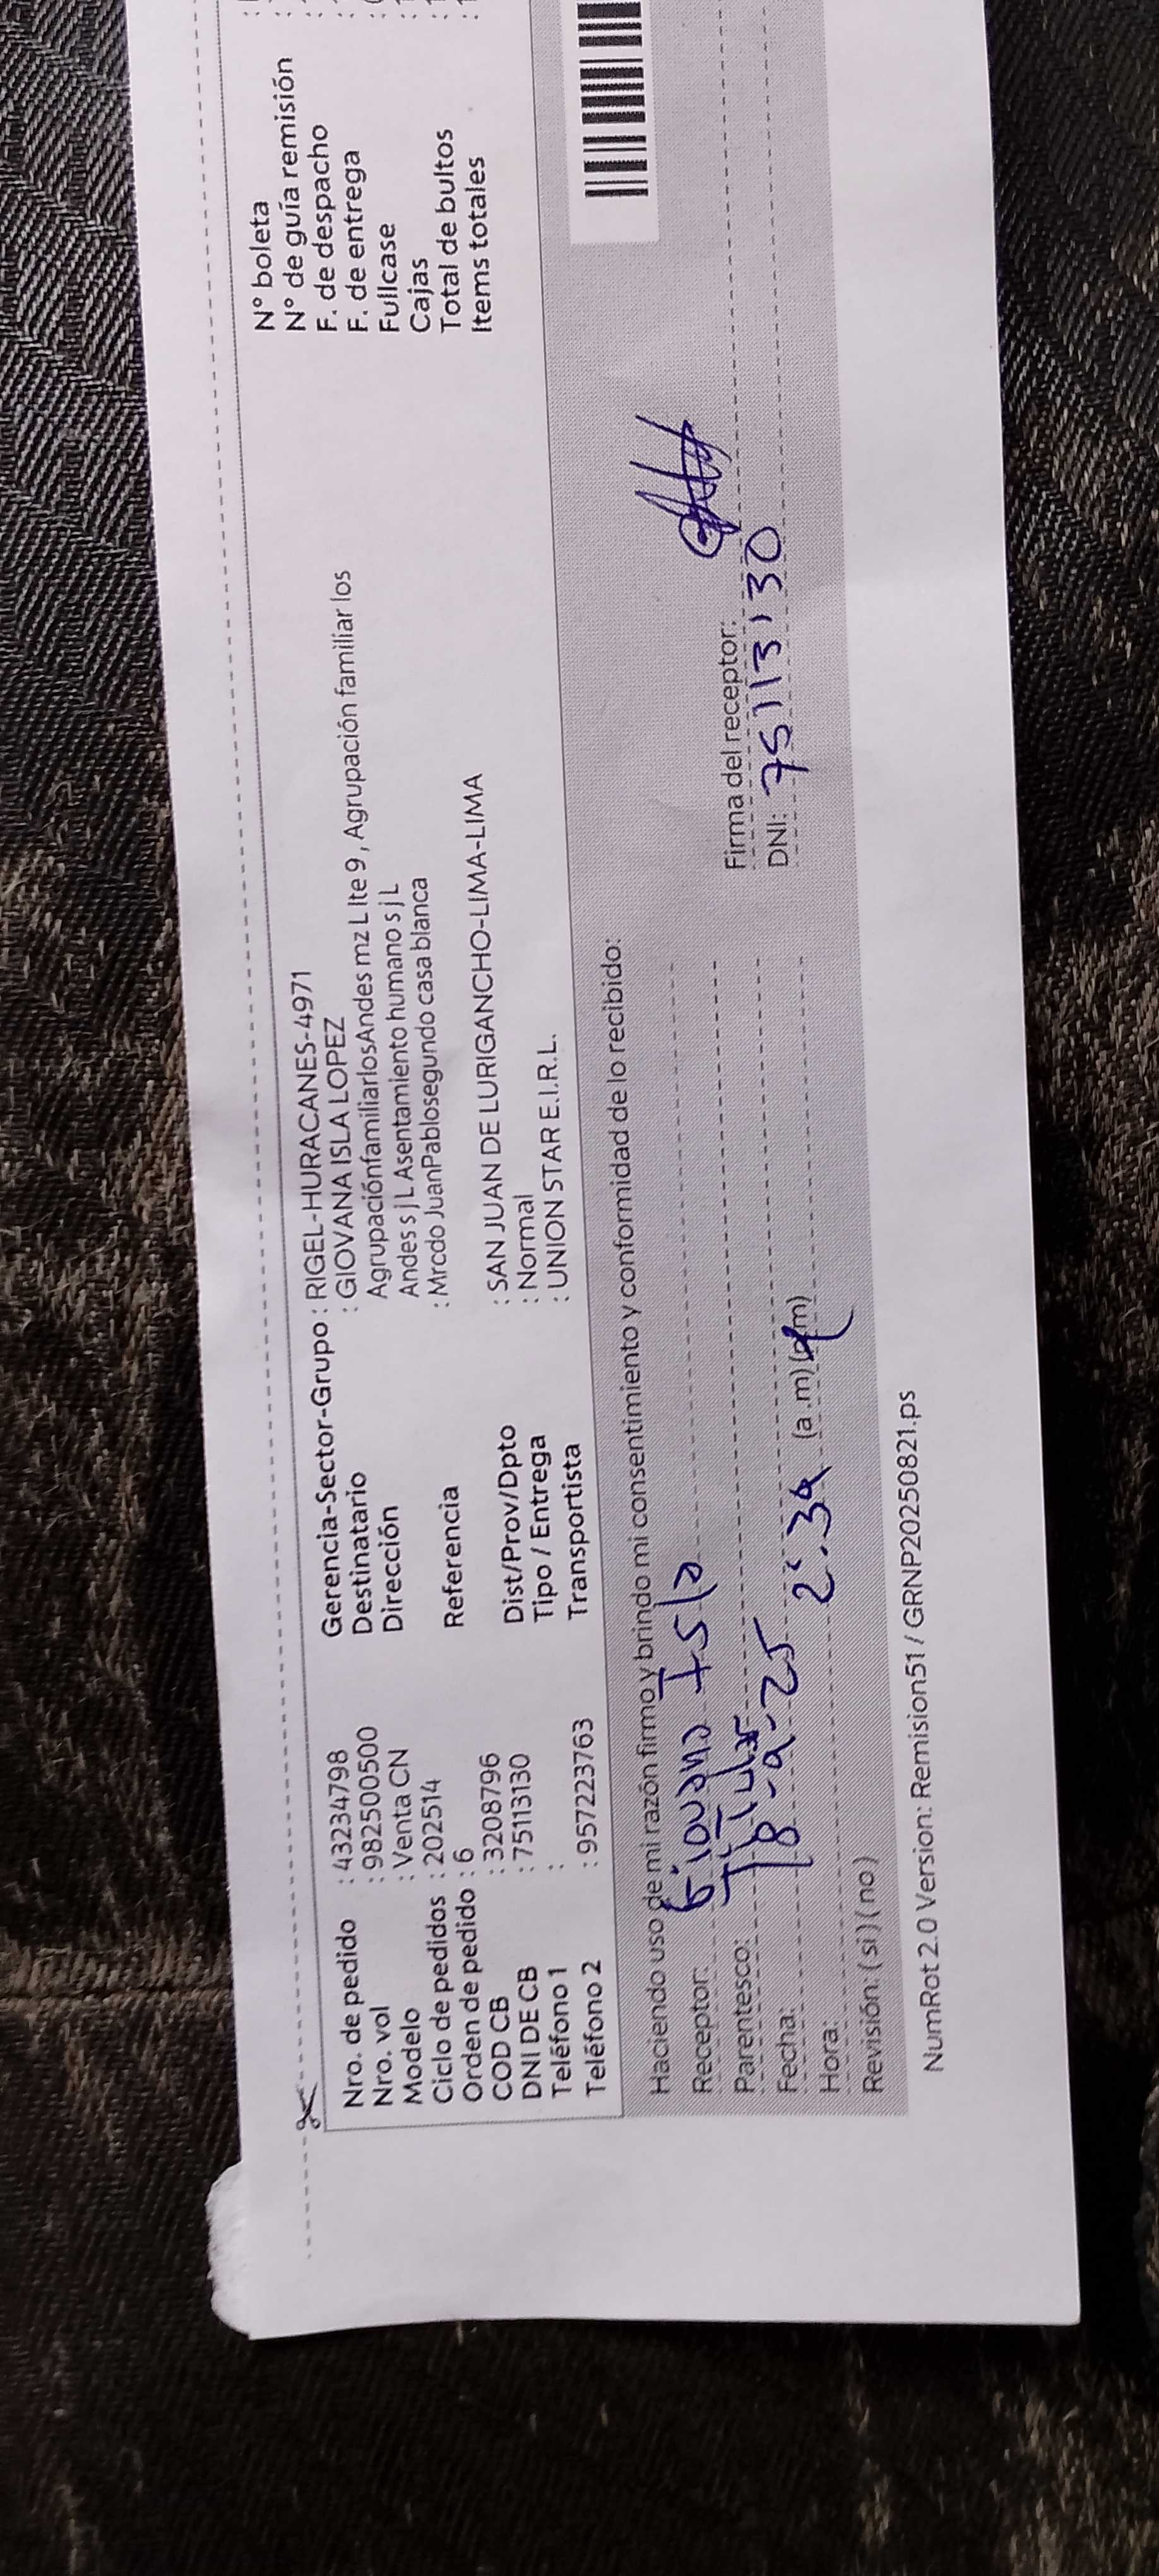 Nro. de pedido : 43234798
Nro. vol : 982500500
Modelo : Venta CN
Ciclo de pedidos : 202514
Orden de pedido : 6
COD CB : 3208796
DNI DE CB : 75113130
Teléfono 1 :
Teléfono 2 : 957223763
Gerencia-Sector-Grupo : RIGEL-HURACANES-4971
Destinatario : GIOVANA ISLA LOPEZ
Dirección AgrupaciónfamiliarlosAndes mz L lte 9 , Agrupación familiar los
Andes s j L Asentamiento humano s j L
Referencia : Mrcdo JuanPablosegundo casa blanca
Dist/Prov/Dpto : SAN JUAN DE LURIGANCHO-LIMA-LIMA
Tipo / Entrega : Normal
Transportista : UNION STAR E.I.R.L.
N° boleta :
N° de guía remisión :
F. de despacho :
F. de entrega :
Fullcase :
Cajas :
Total de bultos :
Items totales :
Haciendo uso de mi razón firmo y brindo mi consentimiento y conformidad de lo recibido:
Receptor: Giovana Isla
Parentesco: Titular
Fecha: 18-9-25
Hora: 2:39 (a.m) (p.m)
Revisión: ( si ) ( no )
Firma del receptor:
DNI: 75113130
NumRot 2.0 Version: Remision51 / GRNP20250821.ps